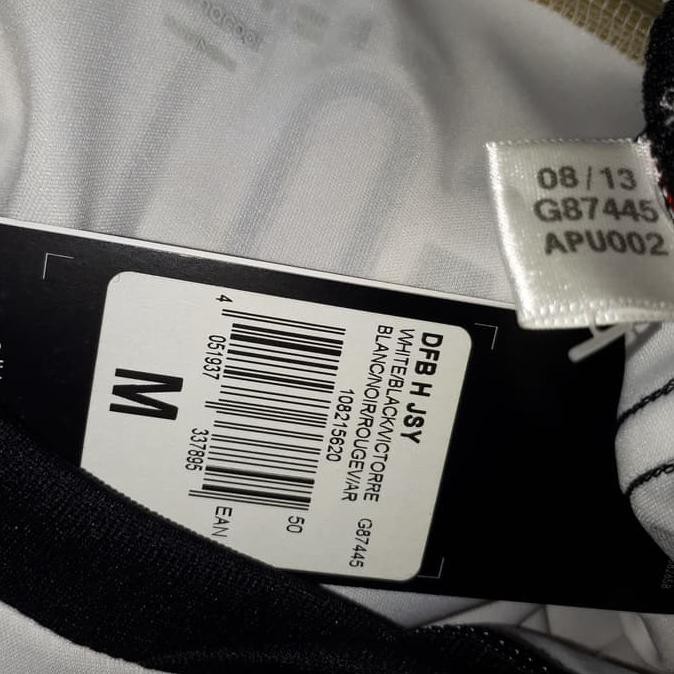 08/13
G87445
APU002
DFB H JSY
WHITE/BLACK/VICTORRE
BLANC/NOIR/ROUGEV/AR G87445
108215620
50
4 051937 337895
EAN
M